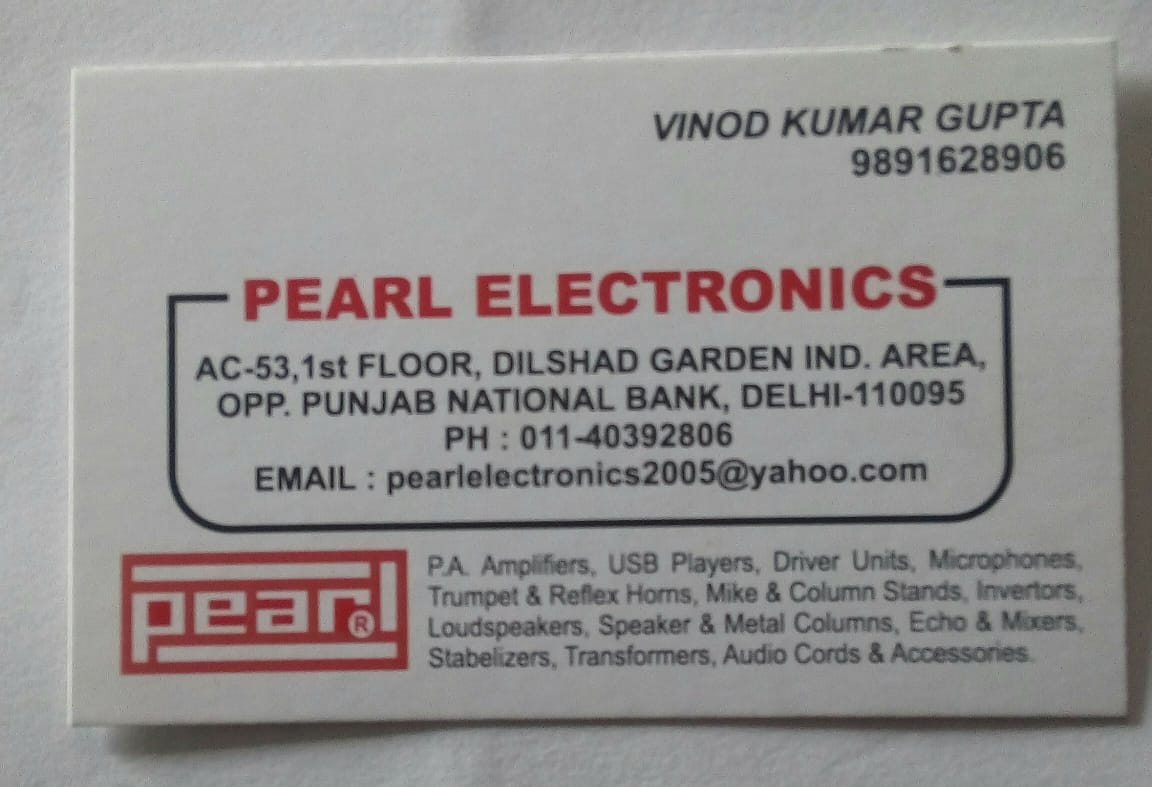 VINOD KUMAR GUPTA
9891628906
PEARL ELECTRONICS
AC-53,1st FLOOR, DILSHAD GARDEN IND. AREA,
OPP. PUNJAB NATIONAL BANK, DELHI-110095
PH : 011-40392806
EMAIL : pearlelectronics2005@yahoo.com
pearl ®
P.A. Amplifiers, USB Players, Driver Units, Microphones,
Trumpet & Reflex Horns, Mike & Column Stands, Invertors,
Loudspeakers, Speaker & Metal Columns, Echo & Mixers,
Stabelizers, Transformers, Audio Cords & Accessories.